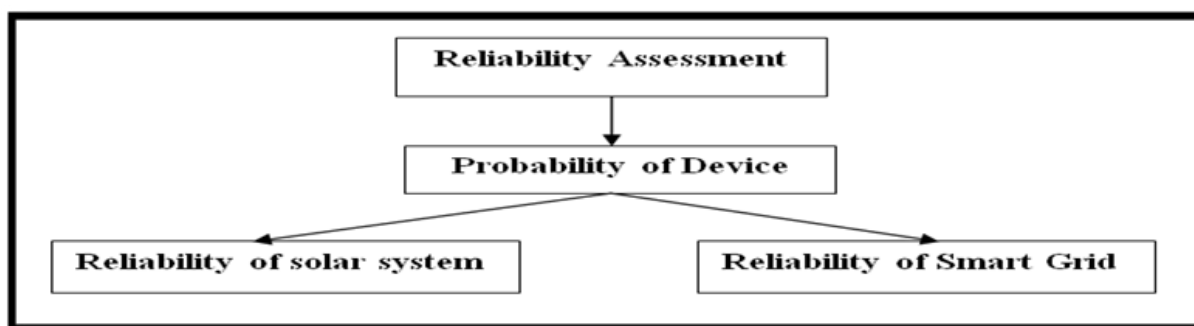 Reliability Assessment
Probability of Device
Reliability of solar system
Reliability of Smart Grid